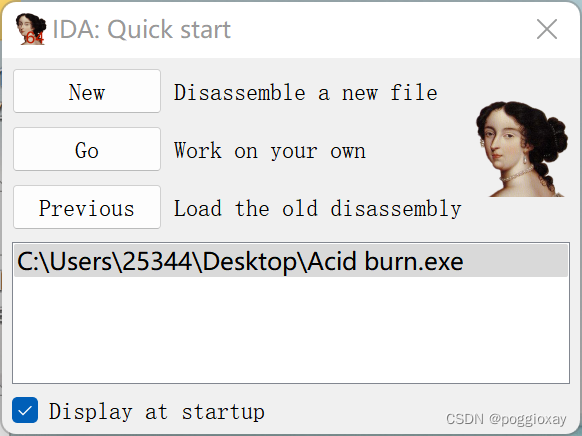 64
IDA: Quick start
New Disassemble a new file
Go Work on your own
Previous Load the old disassembly
C:\Users\25344\Desktop\Acid burn.exe
Display at startup
CSDN @poggioxay